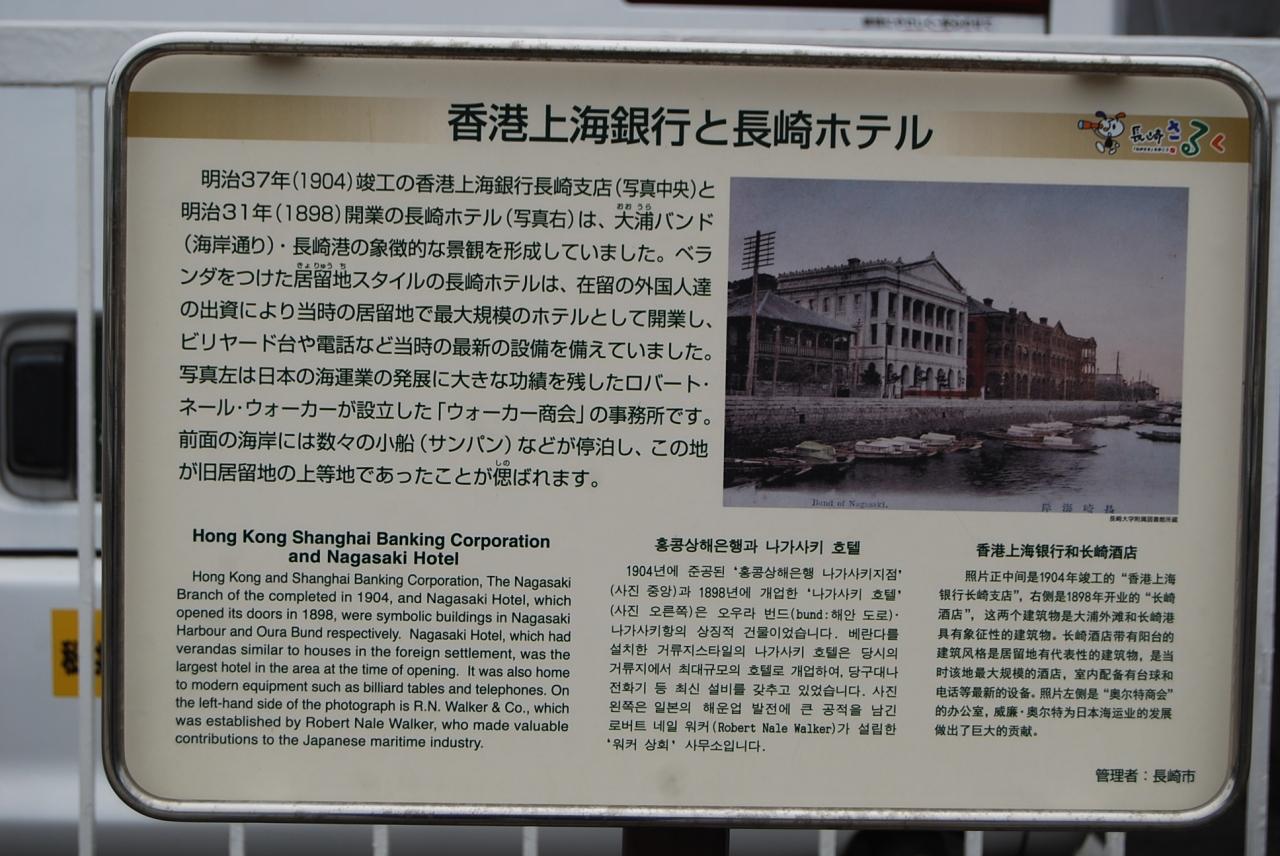 香港上海銀行と長崎ホテル
長崎さるく
明治37年(1904)竣工の香港上海銀行長崎支店(写真中央)と
明治31年(1898)開業の長崎ホテル(写真右)は、大浦バンド
(海岸通り)・長崎港の象徴的な景観を形成していました。ベラ
ンダをつけた居留地スタイルの長崎ホテルは、在留の外国人達
の出資により当時の居留地で最大規模のホテルとして開業し、
ビリヤード台や電話など当時の最新の設備を備えていました。
写真左は日本の海運業の発展に大きな功績を残したロバート・
ネール・ウォーカーが設立した「ウォーカー商会」の事務所です。
前面の海岸には数々の小船(サンパン)などが停泊し、この地
が旧居留地の上等地であったことが偲ばれます。
Bund of Nagasaki.
岸海崎長
長崎大学附属図書館所蔵
Hong Kong Shanghai Banking Corporation
and Nagasaki Hotel
Hong Kong and Shanghai Banking Corporation, The Nagasaki
Branch of the completed in 1904, and Nagasaki Hotel, which
opened its doors in 1898, were symbolic buildings in Nagasaki
Harbour and Oura Bund respectively. Nagasaki Hotel, which had
verandas similar to houses in the foreign settlement, was the
largest hotel in the area at the time of opening. It was also home
to modern equipment such as billiard tables and telephones. On
the left-hand side of the photograph is R.N. Walker & Co., which
was established by Robert Nale Walker, who made valuable
contributions to the Japanese maritime industry.
홍콩상해은행과 나가사키 호텔
1904년에 준공된 ‘홍콩상해은행 나가사키지점’
(사진 중앙)과 1898년에 개업한 ‘나가사키 호텔’
(사진 오른쪽)은 오우라 번드(bund:해안 도로)·
나가사키항의 상징적 건물이었습니다. 베란다를
설치한 거류지스타일의 나가사키 호텔은 당시의
거류지에서 최대규모의 호텔로 개업하여, 당구대나
전화기 등 최신 설비를 갖추고 있었습니다. 사진
왼쪽은 일본의 해운업 발전에 큰 공적을 남긴
로버트 네일 워커(Robert Nale Walker)가 설립한
‘워커 상회’ 사무소입니다.
香港上海银行和长崎酒店
照片正中间是1904年竣工的“香港上海
银行长崎支店”，右侧是1898年开业的“长崎
酒店”，这两个建筑物是大浦外滩和长崎港
具有象征性的建筑物。长崎酒店带有阳台的
建筑风格是居留地有代表性的建筑物，是当
时该地最大规模的酒店，室内配备有台球和
电话等最新的设备。照片左侧是“奥尔特商会”
的办公室，威廉·奥尔特为日本海运业的发展
做出了巨大的贡献。
管理者：長崎市